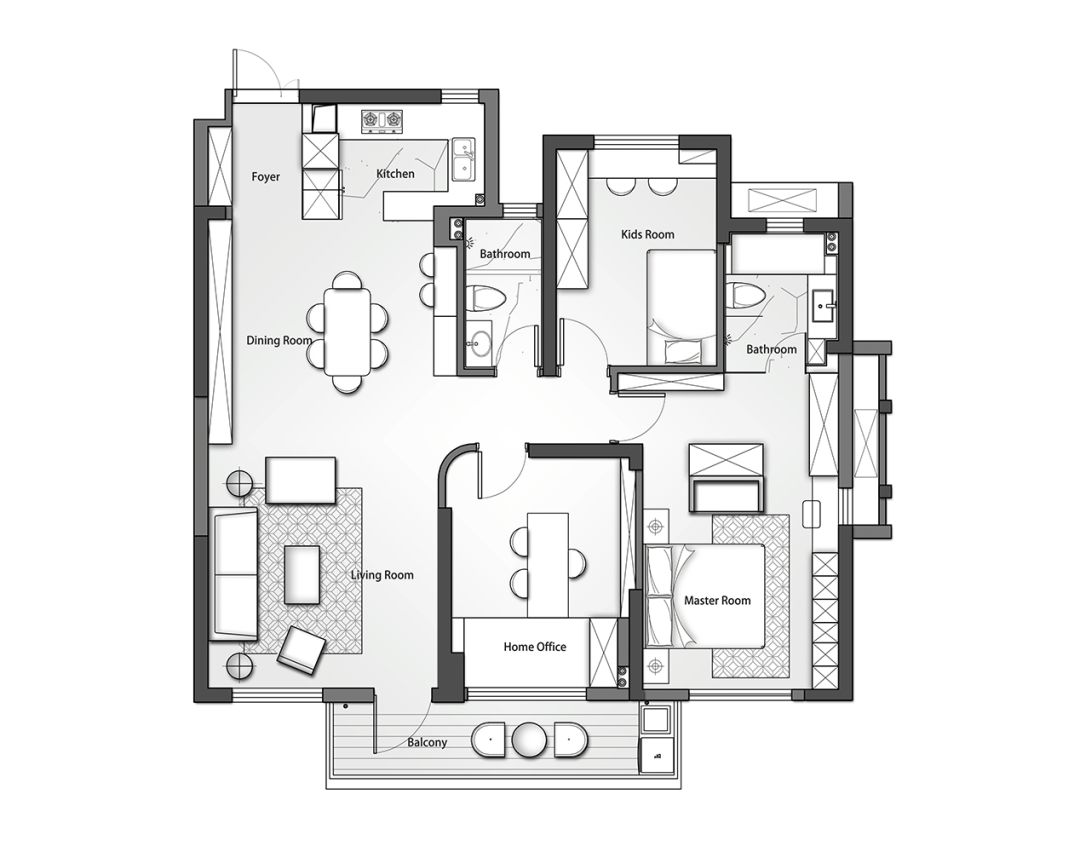 Foyer
Kitchen
Kids Room
Bathroom
Dining Room
Bathroom
Living Room
Master Room
Home Office
Balcony